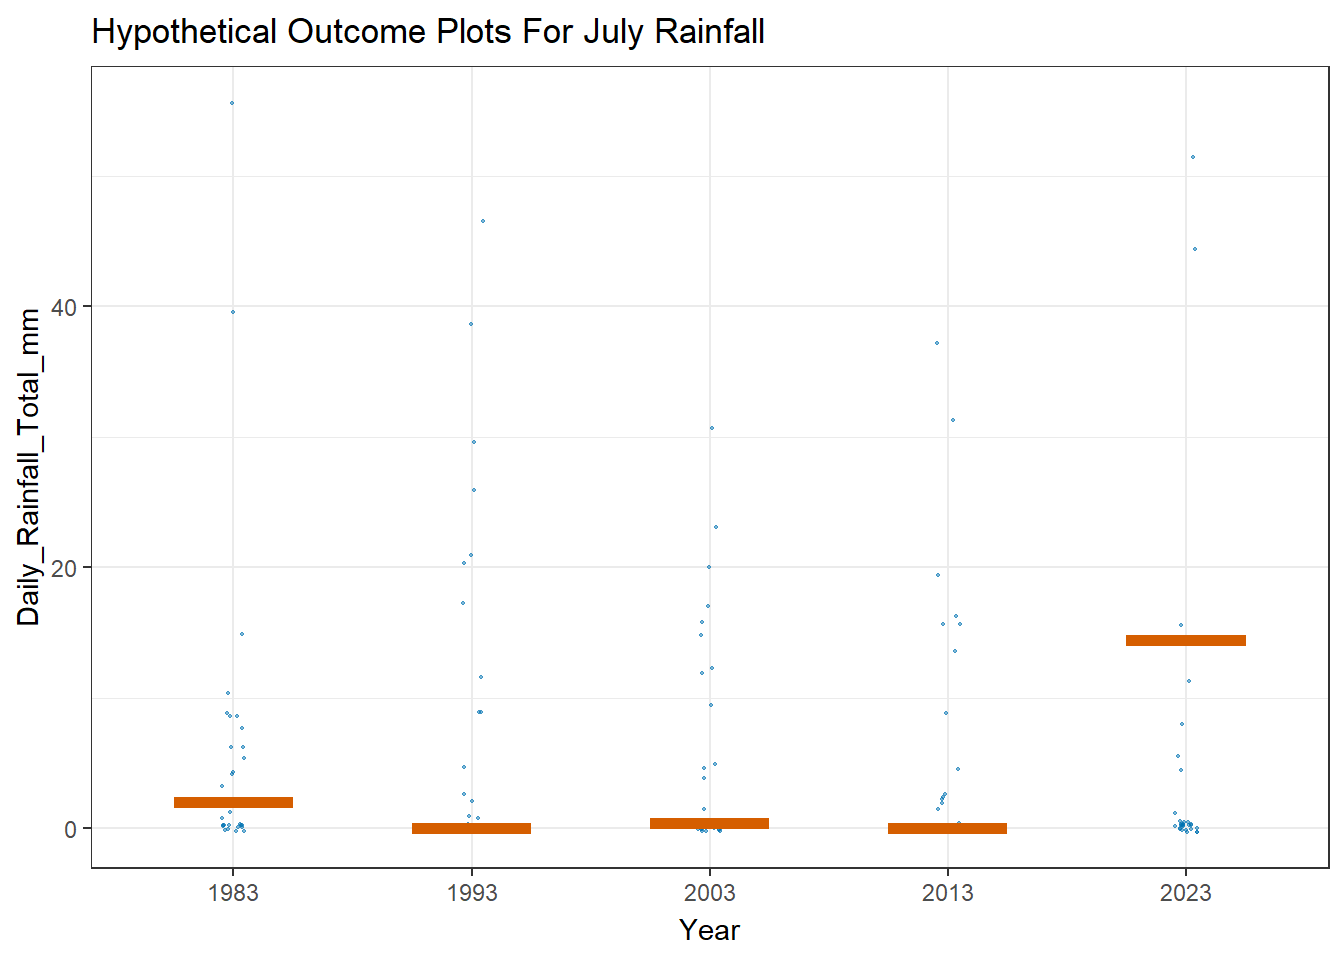 Hypothetical Outcome Plots For July Rainfall
Daily_Rainfall_Total_mm
40
20
0
1983 1993 2003 2013 2023
Year